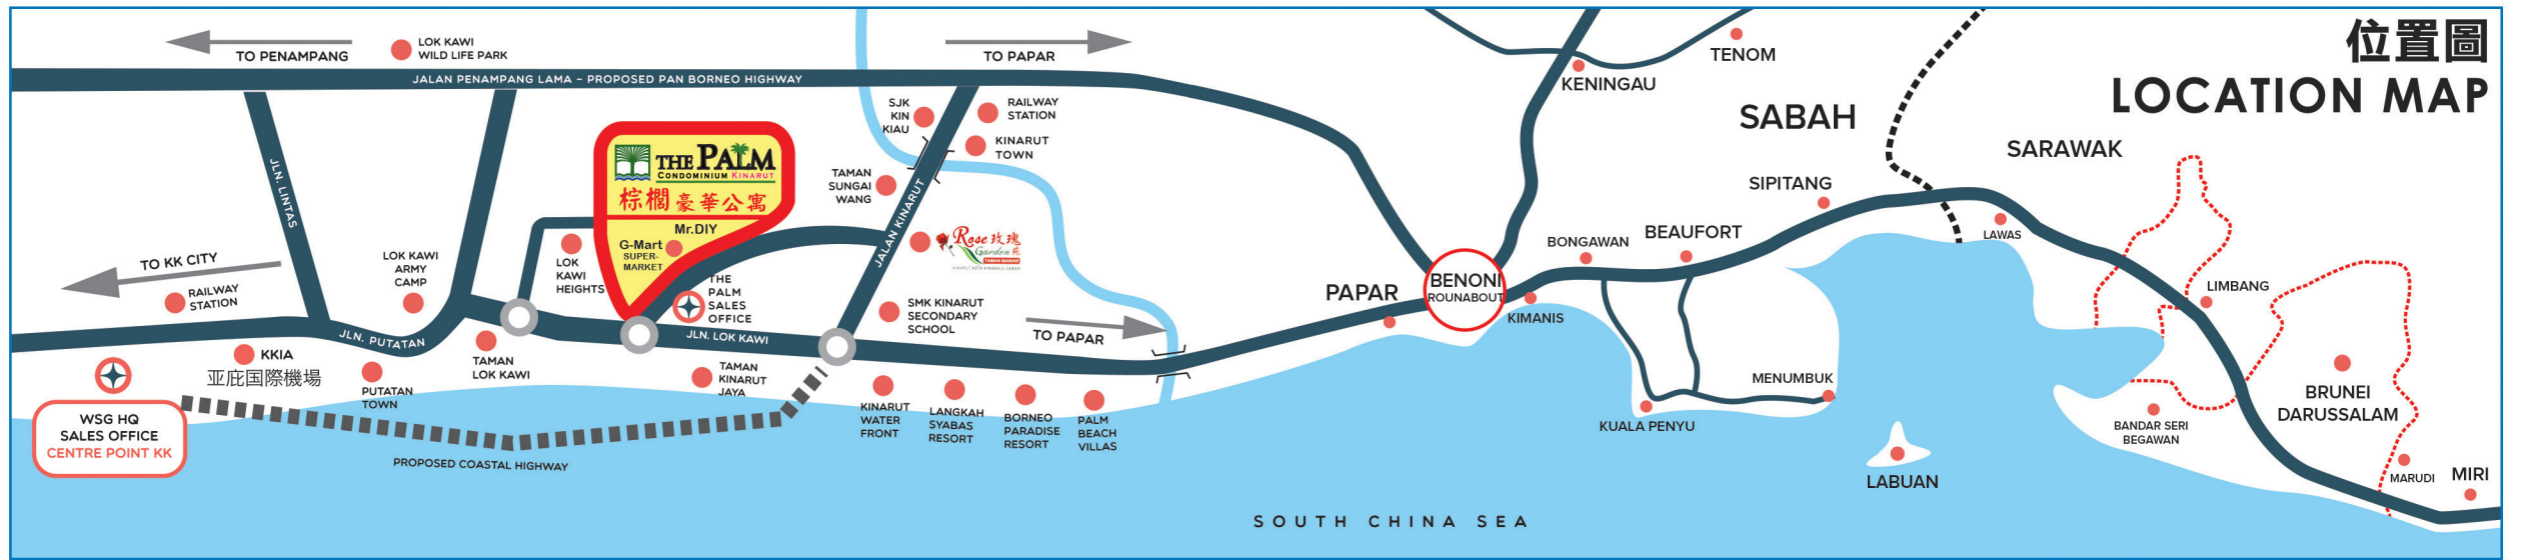 位置圖
LOCATION MAP
TO PENAMPANG
LOK KAWI
WILD LIFE PARK
TO PAPAR
JALAN PENAMPANG LAMA – PROPOSED PAN BORNEO HIGHWAY
JLN. LINTAS
TO KK CITY
RAILWAY
STATION
LOK KAWI
ARMY
CAMP
LOK
KAWI
HEIGHTS
THE PALM
CONDOMINIUM KINARUT
棕櫚豪華公寓
Mr.DIY
G-Mart
SUPER-
MARKET
THE
PALM
SALES
OFFICE
SJK
KIN
KIAU
RAILWAY
STATION
KINARUT
TOWN
TAMAN
SUNGAI
WANG
JALAN KINARUT
Rose 玫瑰
Garden 苑
SMK KINARUT
SECONDARY
SCHOOL
TO PAPAR
JLN. PUTATAN
JLN. LOK KAWI
KKIA
亚庇国際機場
PUTATAN
TOWN
TAMAN
LOK KAWI
TAMAN
KINARUT
JAYA
KINARUT
WATER
FRONT
LANGKAH
SYABAS
RESORT
BORNEO
PARADISE
RESORT
PALM
BEACH
VILLAS
WSG HQ
SALES OFFICE
CENTRE POINT KK
PROPOSED COASTAL HIGHWAY
KENINGAU
TENOM
SABAH
SARAWAK
SIPITANG
BEAUFORT
BONGAWAN
PAPAR
BENONI
ROUNABOUT
KIMANIS
LAWAS
LIMBANG
MENUMBUK
KUALA PENYU
LABUAN
BRUNEI
DARUSSALAM
BANDAR SERI
BEGAWAN
MARUDI
MIRI
SOUTH CHINA SEA